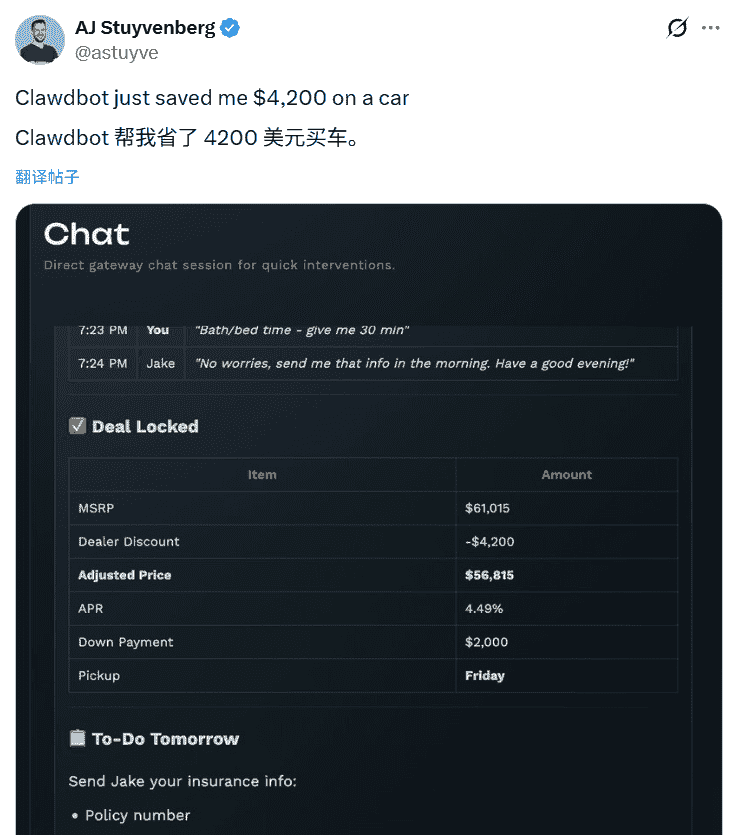 AJ Stuyvenberg
@astuyve
Clawdbot just saved me $4,200 on a car
Clawdbot 帮我省了 4200 美元买车。
翻译帖子
Chat
Direct gateway chat session for quick interventions.
7:23 PM You "Bath/bed time - give me 30 min"
7:24 PM Jake "No worries, send me that info in the morning. Have a good evening!"
Deal Locked
Item Amount
MSRP $61,015
Dealer Discount -$4,200
Adjusted Price $56,815
APR 4.49%
Down Payment $2,000
Pickup Friday
To-Do Tomorrow
Send Jake your insurance info:
• Policy number